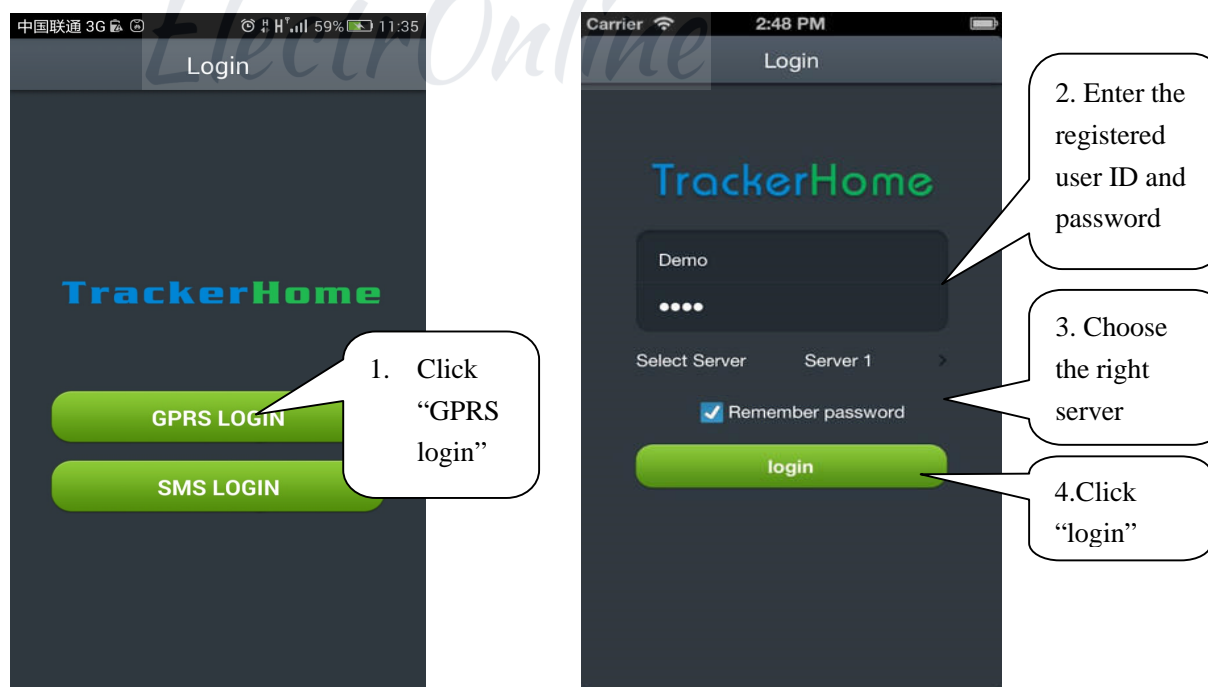 中国联通 3G 59% 11:35
Login
TrackerHome
GPRS LOGIN
SMS LOGIN
1. Click
“GPRS
login”
ElectrOnline
Carrier 2:48 PM
Login
TrackerHome
Demo
••••
Select Server Server 1 >
Remember password
login
2. Enter the
registered
user ID and
password
3. Choose
the right
server
4.Click
“login”